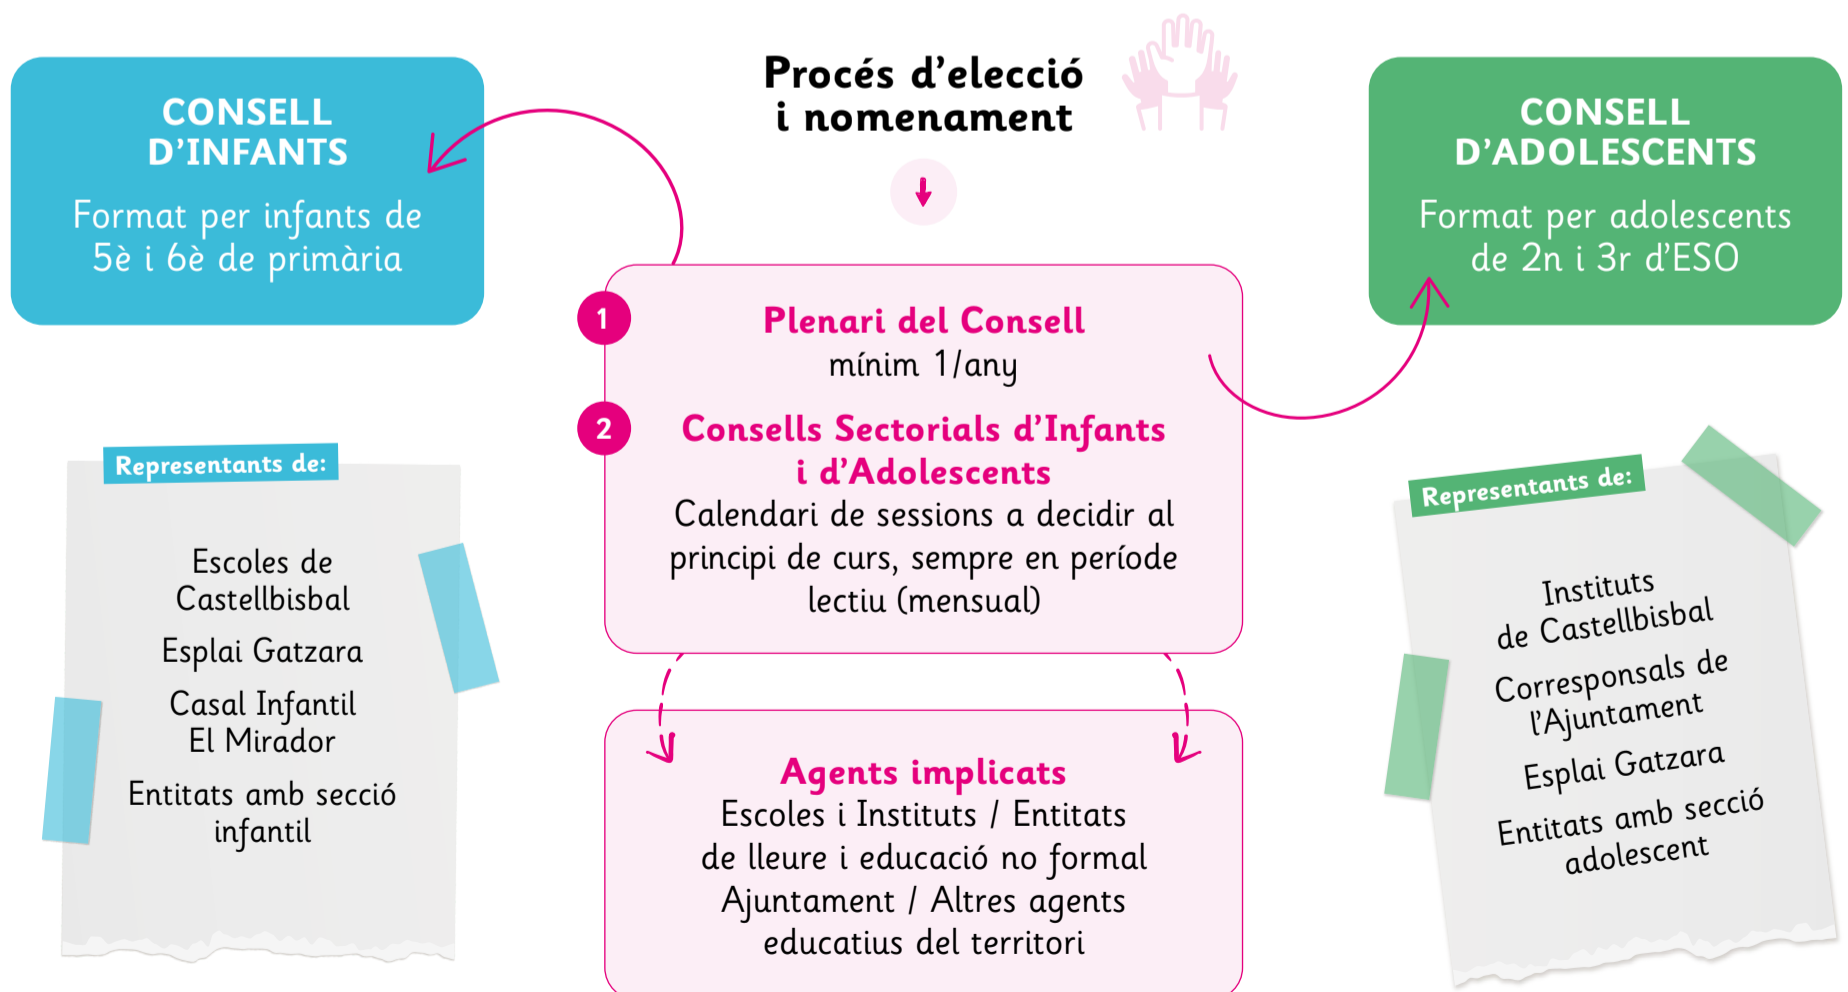 Procés d’elecció
i nomenament
CONSELL
D’INFANTS
Format per infants de
5è i 6è de primària
CONSELL
D’ADOLESCENTS
Format per adolescents
de 2n i 3r d’ESO
1
Plenari del Consell
mínim 1/any
2
Consells Sectorials d’Infants
i d’Adolescents
Calendari de sessions a decidir al
principi de curs, sempre en període
lectiu (mensual)
Representants de:
Escoles de
Castellbisbal
Esplai Gatzara
Casal Infantil
El Mirador
Entitats amb secció
infantil
Agents implicats
Escoles i Instituts / Entitats
de lleure i educació no formal
Ajuntament / Altres agents
educatius del territori
Representants de:
Instituts
de Castellbisbal
Corresponsals de
l’Ajuntament
Esplai Gatzara
Entitats amb secció
adolescent